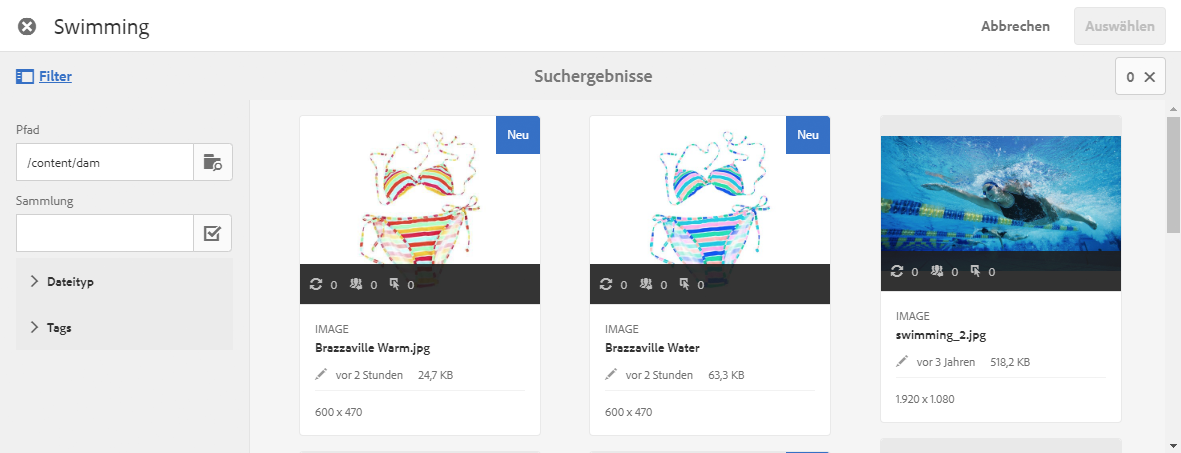 Swimming
Abbrechen
Auswählen
Filter
Suchergebnisse
0
Pfad
/content/dam
Sammlung
Dateityp
Tags
Neu
0 0 0
IMAGE
Brazzaville Warm.jpg
vor 2 Stunden 24,7 KB
600 x 470
Neu
0 0 0
IMAGE
Brazzaville Water
vor 2 Stunden 63,3 KB
600 x 470
0 0 0
IMAGE
swimming_2.jpg
vor 3 Jahren 518,2 KB
1.920 x 1.080